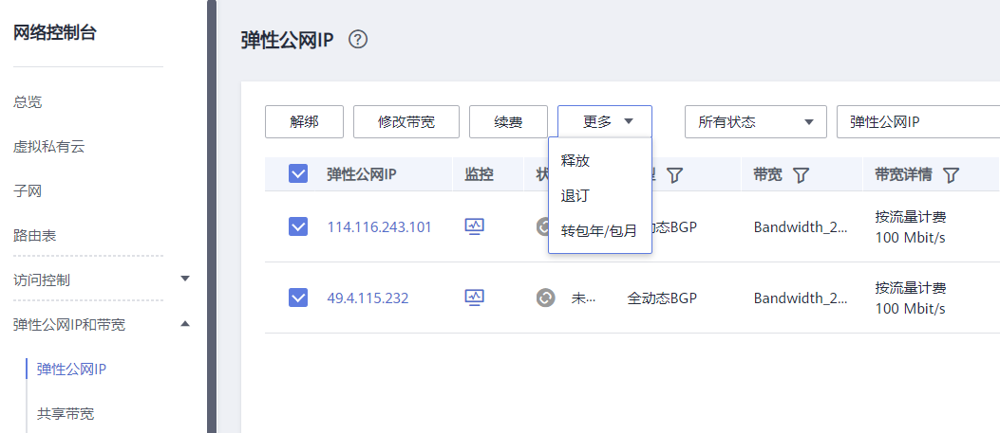 网络控制台
总览
虚拟私有云
子网
路由表
访问控制
弹性公网IP和带宽
弹性公网IP
共享带宽
弹性公网IP ?
解绑 修改带宽 续费 更多 所有状态 弹性公网IP
释放
退订
转包年/包月
弹性公网IP 监控 状 型 带宽 带宽详情
114.116.243.101 全动态BGP Bandwidth_2... 按流量计费
100 Mbit/s
49.4.115.232 未... 全动态BGP Bandwidth_2... 按流量计费
100 Mbit/s